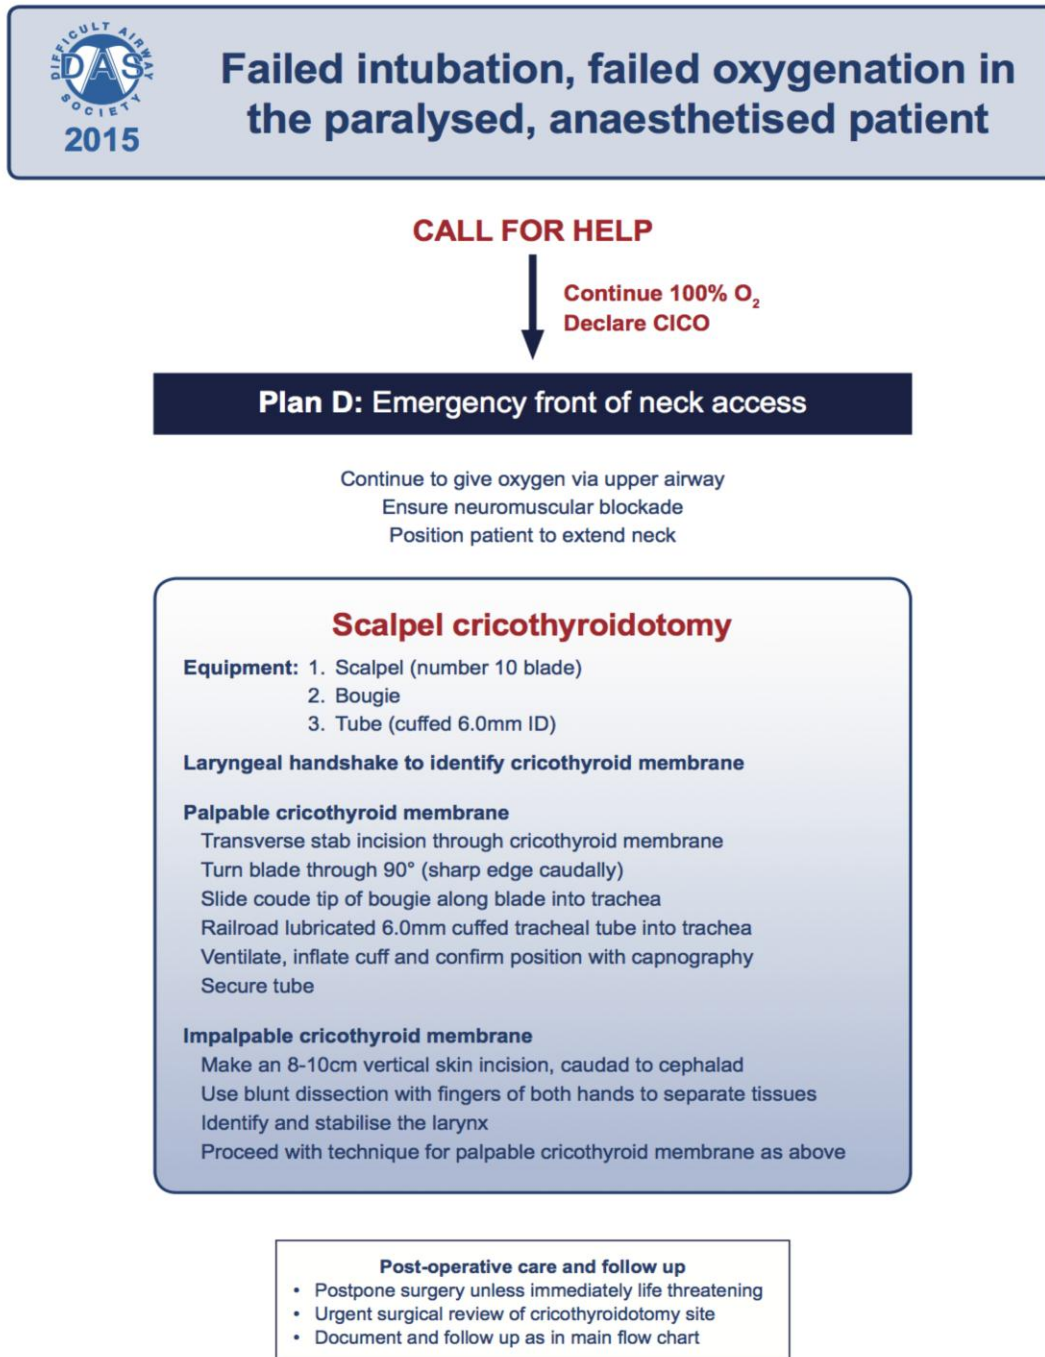 DIFFICULT AIRWAY SOCIETY
DAS
2015
Failed intubation, failed oxygenation in
the paralysed, anaesthetised patient
CALL FOR HELP
Continue 100% O₂
Declare CICO
Plan D: Emergency front of neck access
Continue to give oxygen via upper airway
Ensure neuromuscular blockade
Position patient to extend neck
Scalpel cricothyroidotomy
Equipment: 1. Scalpel (number 10 blade)
2. Bougie
3. Tube (cuffed 6.0mm ID)
Laryngeal handshake to identify cricothyroid membrane
Palpable cricothyroid membrane
Transverse stab incision through cricothyroid membrane
Turn blade through 90° (sharp edge caudally)
Slide coude tip of bougie along blade into trachea
Railroad lubricated 6.0mm cuffed tracheal tube into trachea
Ventilate, inflate cuff and confirm position with capnography
Secure tube
Impalpable cricothyroid membrane
Make an 8-10cm vertical skin incision, caudad to cephalad
Use blunt dissection with fingers of both hands to separate tissues
Identify and stabilise the larynx
Proceed with technique for palpable cricothyroid membrane as above
Post-operative care and follow up
• Postpone surgery unless immediately life threatening
• Urgent surgical review of cricothyroidotomy site
• Document and follow up as in main flow chart